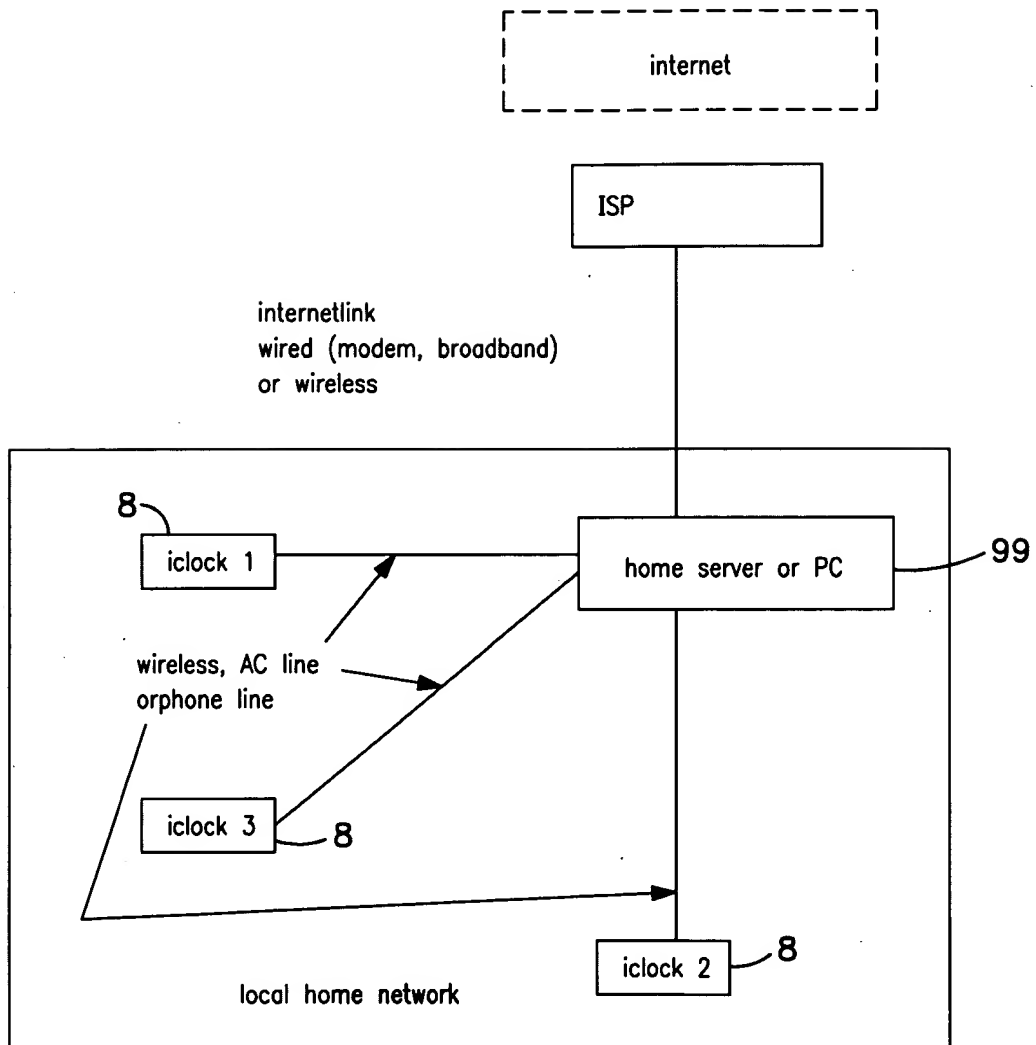 internet
ISP
internetlink
wired (modem, broadband)
or wireless
8
iclock 1
home server or PC
99
wireless, AC line
orphone line
iclock 3
8
iclock 2
8
local home network